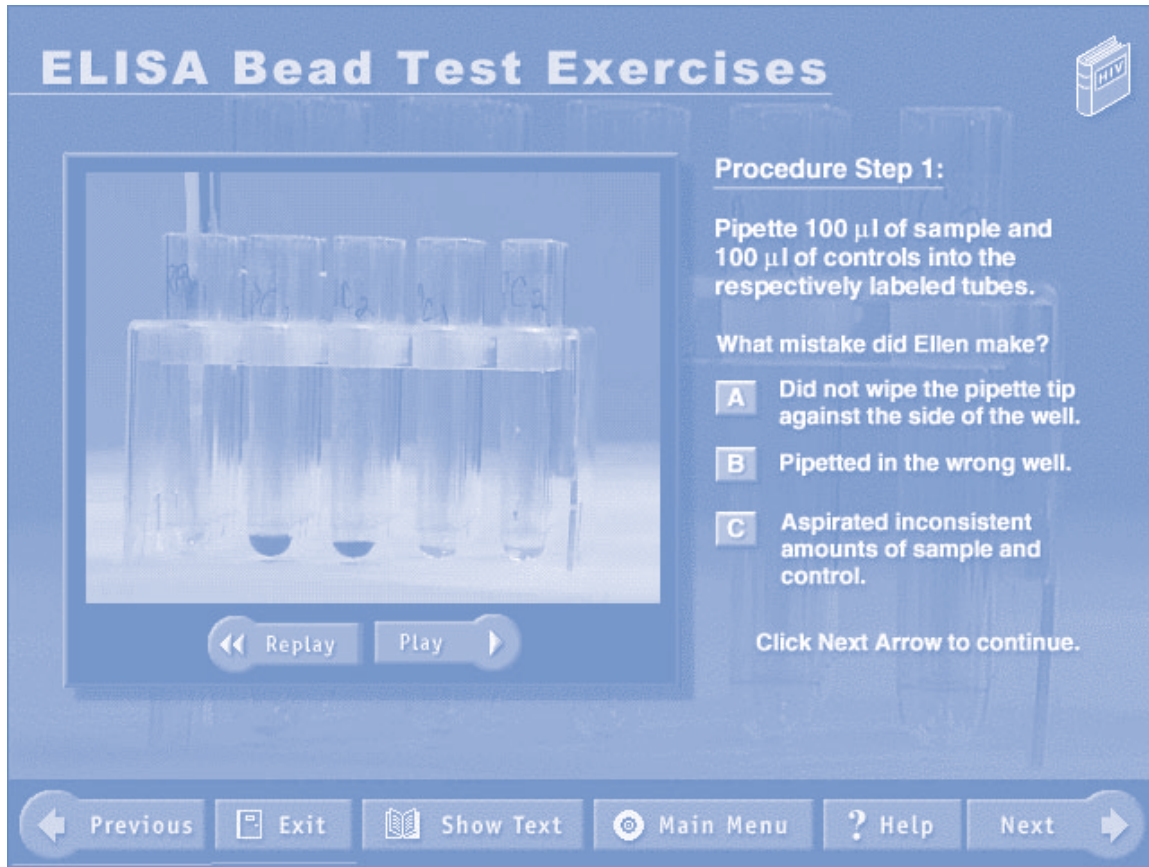 ELISA Bead Test Exercises
HIV
Procedure Step 1:
Pipette 100 µl of sample and
100 µl of controls into the
respectively labeled tubes.
What mistake did Ellen make?
A Did not wipe the pipette tip
against the side of the well.
B Pipetted in the wrong well.
C Aspirated inconsistent
amounts of sample and
control.
Replay Play
Click Next Arrow to continue.
Previous Exit Show Text Main Menu ? Help Next